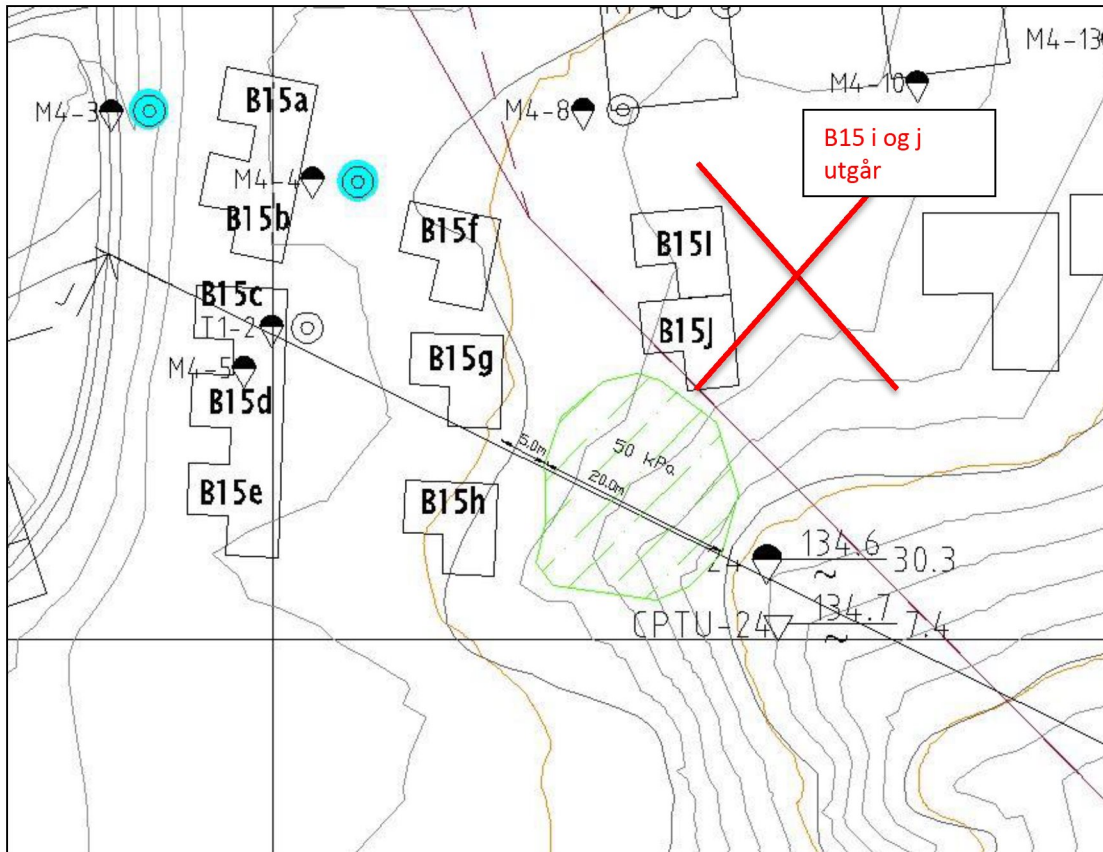 M4-13
M4-10
M4-8
M4-3
B15a
B15 i og j
utgår
M4-4
B15b
B15f
B15I
B15c
T1-2
B15J
B15g
M4-5
B15d
5.0m
50 kPa
20.0m
B15e
B15h
24
134.6
~
30.3
CPTU-24
134.7
~
7.4
J